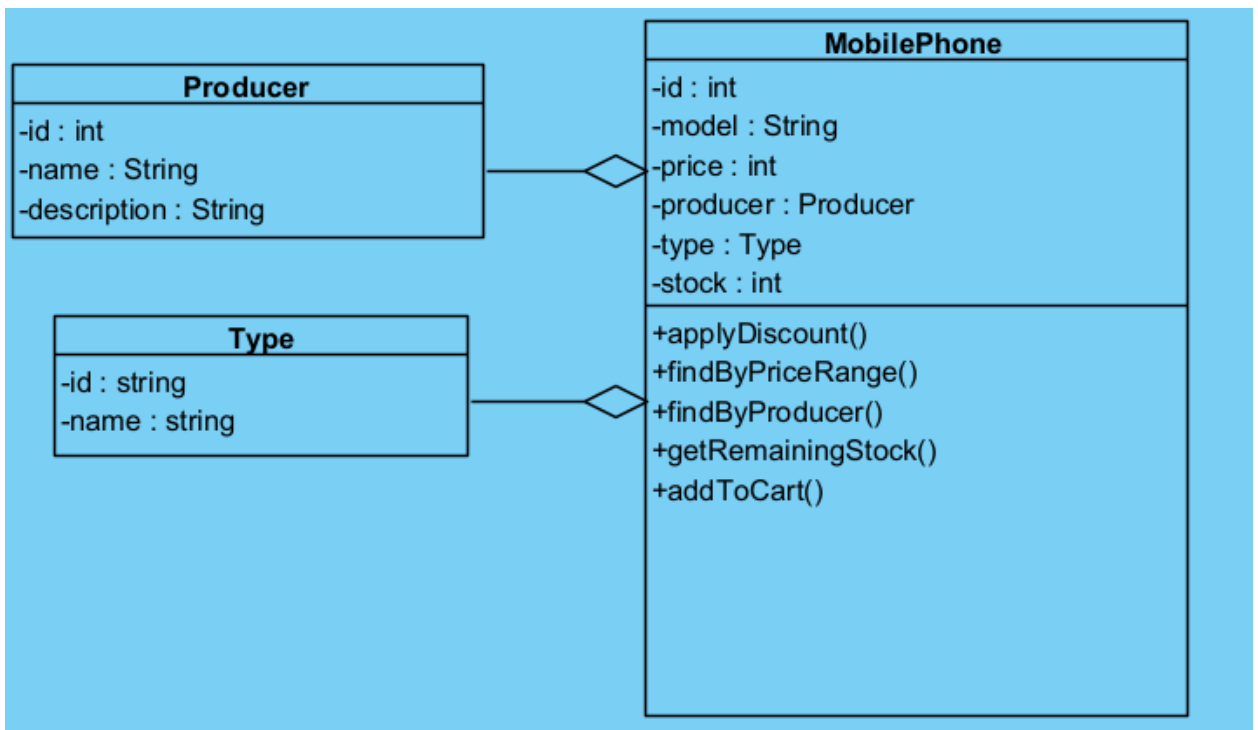 Producer
-id : int
-name : String
-description : String
Type
-id : string
-name : string
MobilePhone
-id : int
-model : String
-price : int
-producer : Producer
-type : Type
-stock : int
+applyDiscount()
+findByPriceRange()
+findByProducer()
+getRemainingStock()
+addToCart()